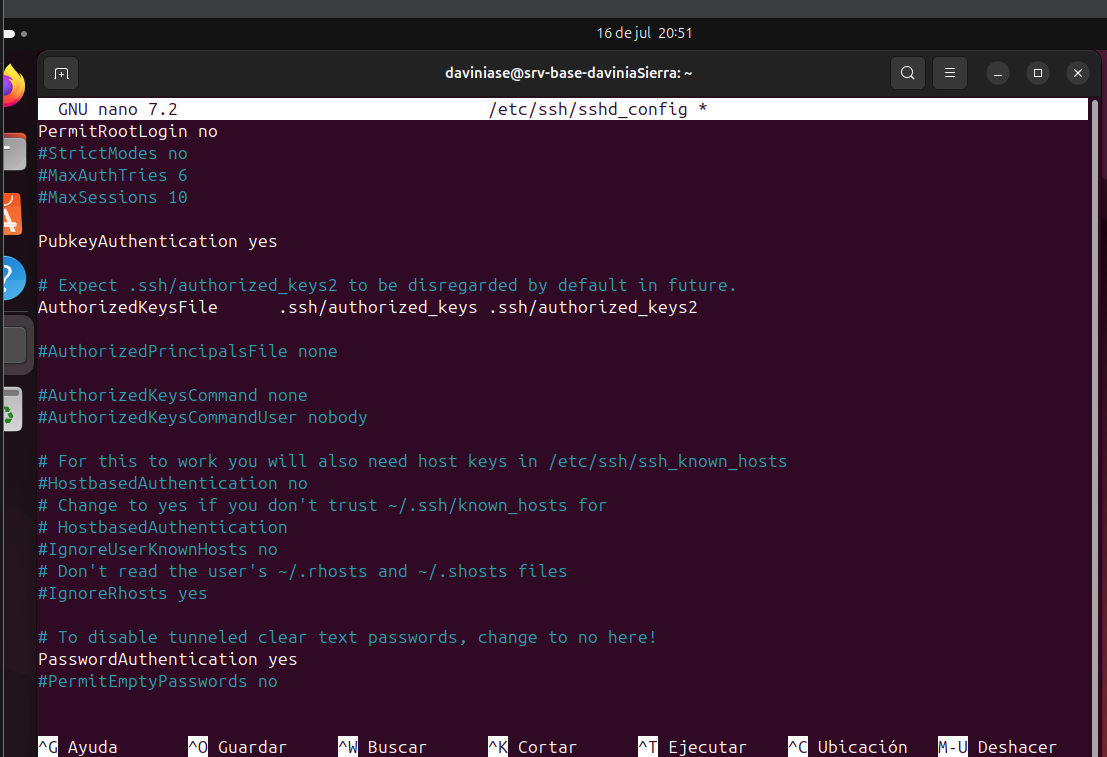 16 de jul 20:51
daviniase@srv-base-daviniaSierra: ~
GNU nano 7.2 /etc/ssh/sshd_config *
PermitRootLogin no
#StrictModes no
#MaxAuthTries 6
#MaxSessions 10
PubkeyAuthentication yes
# Expect .ssh/authorized_keys2 to be disregarded by default in future.
AuthorizedKeysFile .ssh/authorized_keys .ssh/authorized_keys2
#AuthorizedPrincipalsFile none
#AuthorizedKeysCommand none
#AuthorizedKeysCommandUser nobody
# For this to work you will also need host keys in /etc/ssh/ssh_known_hosts
#HostbasedAuthentication no
# Change to yes if you don't trust ~/.ssh/known_hosts for
# HostbasedAuthentication
#IgnoreUserKnownHosts no
# Don't read the user's ~/.rhosts and ~/.shosts files
#IgnoreRhosts yes
# To disable tunneled clear text passwords, change to no here!
PasswordAuthentication yes
#PermitEmptyPasswords no
^G Ayuda ^O Guardar ^W Buscar ^K Cortar ^T Ejecutar ^C Ubicación M-U Deshacer